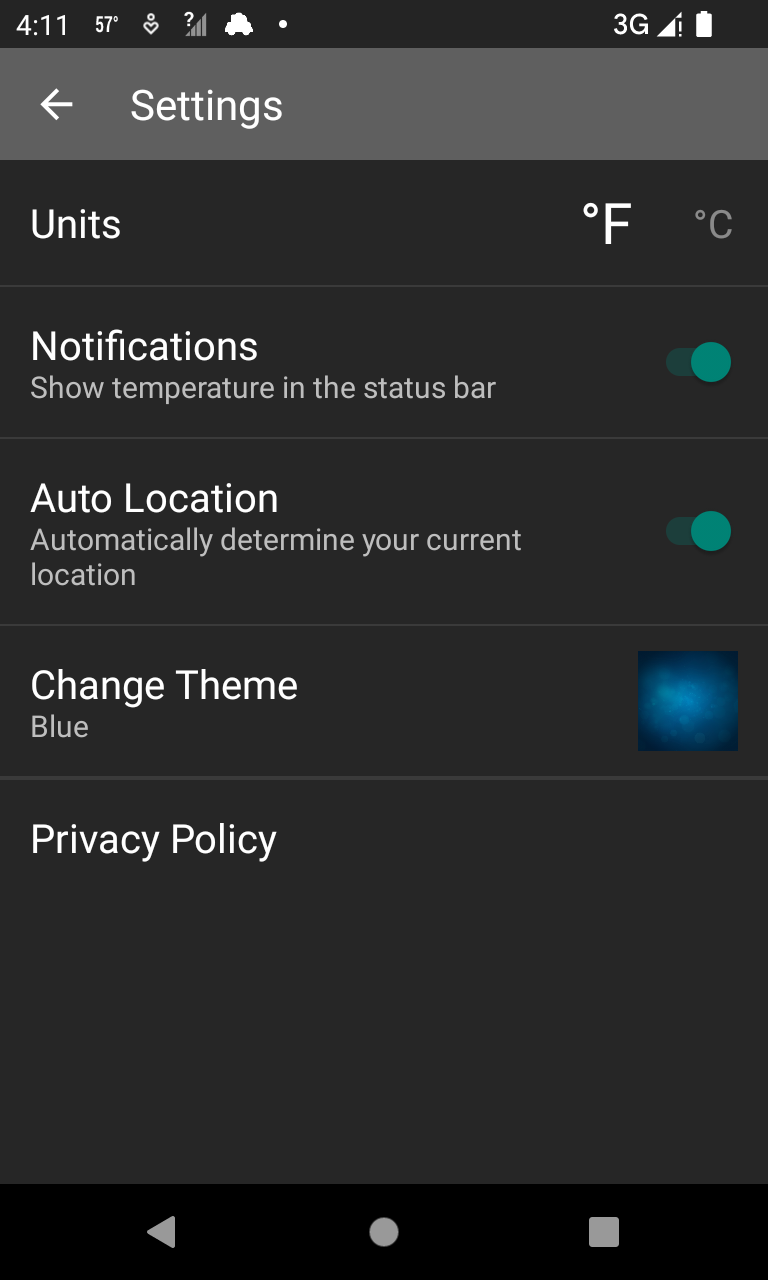 4:11 57° ? 3G
Settings
Units °F °C
Notifications
Show temperature in the status bar
Auto Location
Automatically determine your current
location
Change Theme
Blue
Privacy Policy